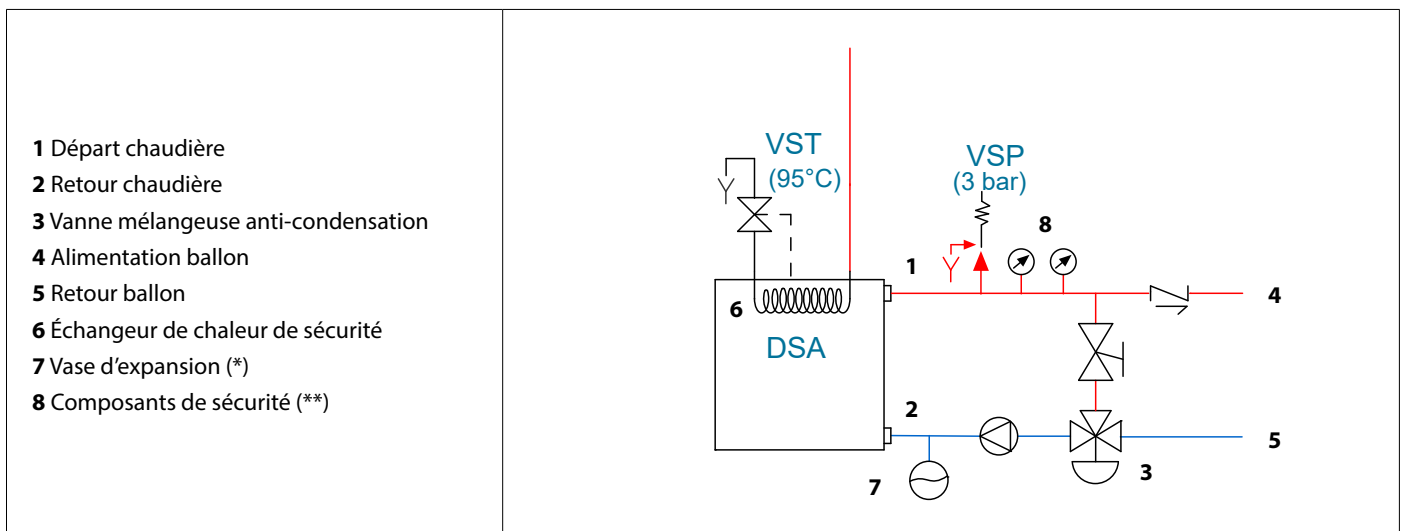 1 Départ chaudière
2 Retour chaudière
3 Vanne mélangeuse anti-condensation
4 Alimentation ballon
5 Retour ballon
6 Échangeur de chaleur de sécurité
7 Vase d'expansion (*)
8 Composants de sécurité (**)
VST
(95°C)
VSP
(3 bar)
8
1
6
4
DSA
2
5
3
7